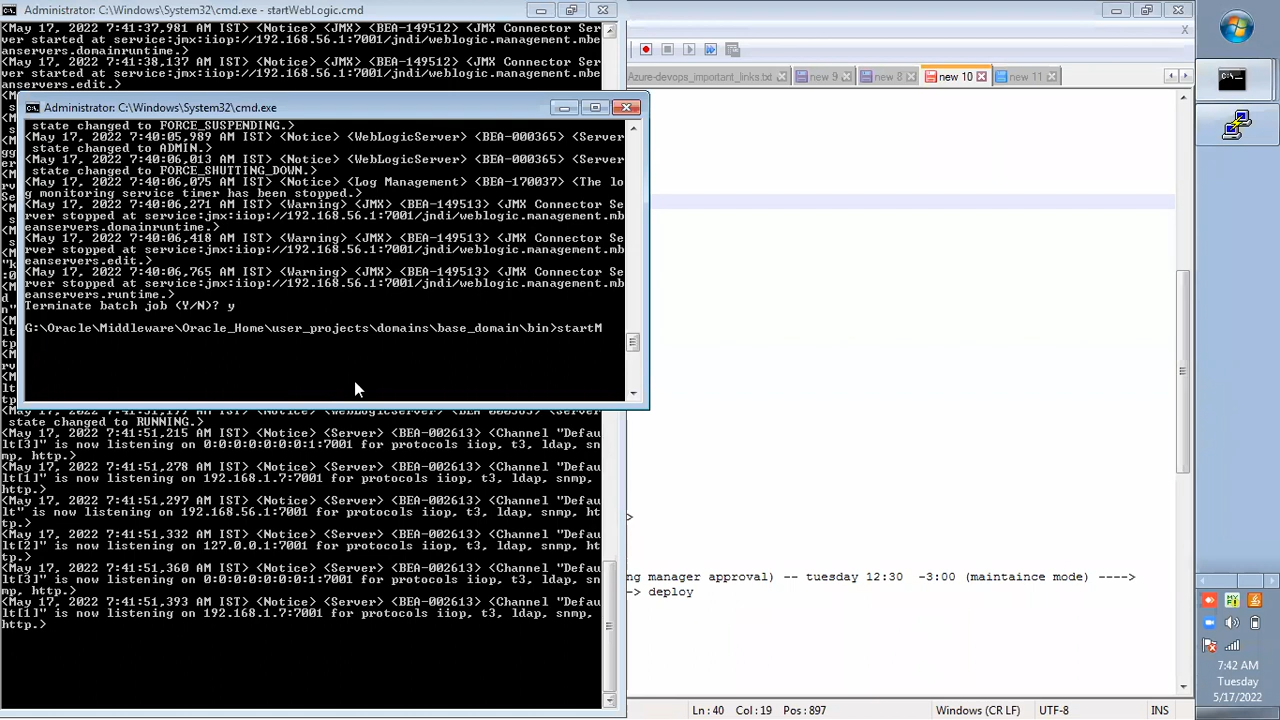 Administrator: C:\Windows\System32\cmd.exe - startWebLogic.cmd
<May 17, 2022 7:41:37,981 AM IST> <Notice> <JMX> <BEA-149512> <JMX Connector Ser
ver started at service:jmx:iiop://192.168.56.1:7001/jndi/weblogic.management.mbe
anservers.domainruntime.>
<May 17, 2022 7:41:38,137 AM IST> <Notice> <JMX> <BEA-149512> <JMX Connector Ser
ver started at service:jmx:iiop://192.168.56.1:7001/jndi/weblogic.management.mbe
anservers.edit.>
Administrator: C:\Windows\System32\cmd.exe
state changed to FORCE_SUSPENDING.>
<May 17, 2022 7:40:05,989 AM IST> <Notice> <WebLogicServer> <BEA-000365> <Server
state changed to ADMIN.>
<May 17, 2022 7:40:06,013 AM IST> <Notice> <WebLogicServer> <BEA-000365> <Server
state changed to FORCE_SHUTTING_DOWN.>
<May 17, 2022 7:40:06,075 AM IST> <Notice> <Log Management> <BEA-170037> <The lo
g monitoring service timer has been stopped.>
<May 17, 2022 7:40:06,271 AM IST> <Warning> <JMX> <BEA-149513> <JMX Connector Se
rver stopped at service:jmx:iiop://192.168.56.1:7001/jndi/weblogic.management.mb
eanservers.domainruntime.>
<May 17, 2022 7:40:06,418 AM IST> <Warning> <JMX> <BEA-149513> <JMX Connector Se
rver stopped at service:jmx:iiop://192.168.56.1:7001/jndi/weblogic.management.mb
eanservers.edit.>
<May 17, 2022 7:40:06,765 AM IST> <Warning> <JMX> <BEA-149513> <JMX Connector Se
rver stopped at service:jmx:iiop://192.168.56.1:7001/jndi/weblogic.management.mb
eanservers.runtime.>
Terminate batch job (Y/N)? y
G:\Oracle\Middleware\Oracle_Home\user_projects\domains\base_domain\bin>startM
state changed to RUNNING.>
<May 17, 2022 7:41:51,215 AM IST> <Notice> <Server> <BEA-002613> <Channel "Defau
lt[3]" is now listening on 0:0:0:0:0:0:0:1:7001 for protocols iiop, t3, ldap, sn
mp, http.>
<May 17, 2022 7:41:51,278 AM IST> <Notice> <Server> <BEA-002613> <Channel "Defau
lt[1]" is now listening on 192.168.1.7:7001 for protocols iiop, t3, ldap, snmp,
http.>
<May 17, 2022 7:41:51,297 AM IST> <Notice> <Server> <BEA-002613> <Channel "Defau
lt" is now listening on 192.168.56.1:7001 for protocols iiop, t3, ldap, snmp, ht
tp.>
<May 17, 2022 7:41:51,332 AM IST> <Notice> <Server> <BEA-002613> <Channel "Defau
lt[2]" is now listening on 127.0.0.1:7001 for protocols iiop, t3, ldap, snmp, ht
tp.>
<May 17, 2022 7:41:51,360 AM IST> <Notice> <Server> <BEA-002613> <Channel "Defau
lt[3]" is now listening on 0:0:0:0:0:0:0:1:7001 for protocols iiop, t3, ldap, sn
mp, http.>
<May 17, 2022 7:41:51,393 AM IST> <Notice> <Server> <BEA-002613> <Channel "Defau
lt[1]" is now listening on 192.168.1.7:7001 for protocols iiop, t3, ldap, snmp,
http.>
Azure-devops_important_links.txt new 9 new 8 new 10 new 11
>
ng manager approval) -- tuesday 12:30 -3:00 (maintaince mode) ---->
-> deploy
Ln : 40 Col : 19 Pos : 897 Windows (CR LF) UTF-8 INS
7:42 AM
Tuesday
5/17/2022